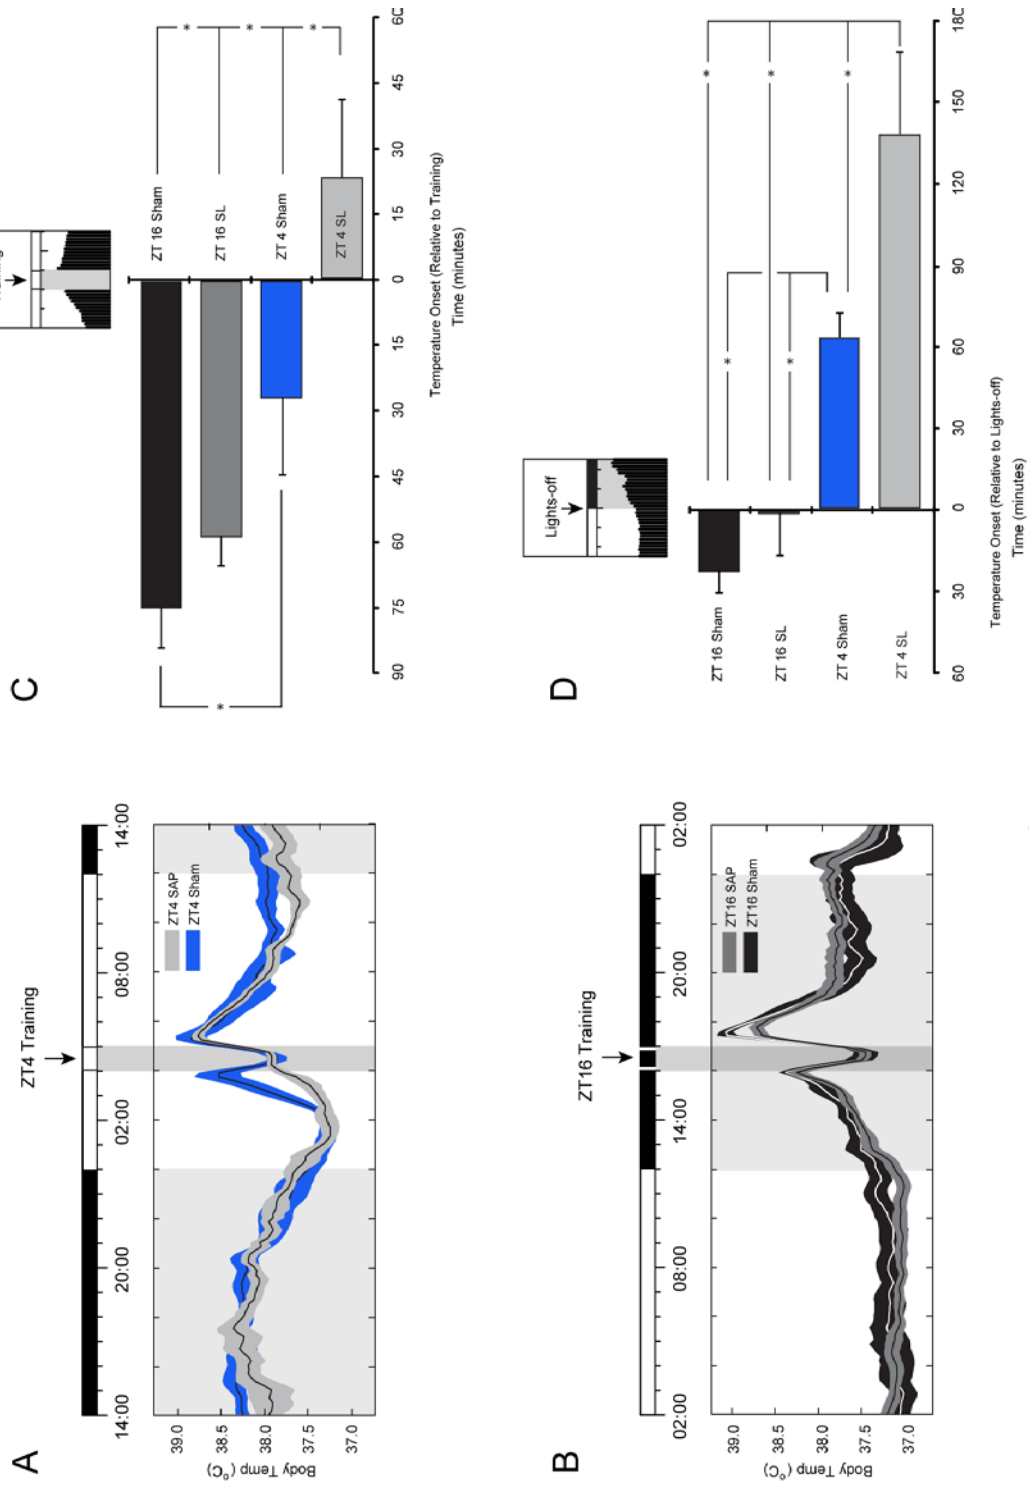 A
ZT4 Training
14:00 20:00 02:00 08:00 14:00
ZT4 SAP
ZT4 Sham
39.0
38.5
38.0
37.5
37.0
Body Temp (°C)
B
ZT16 Training
02:00 08:00 14:00 20:00 02:00
ZT16 SAP
ZT16 Sham
39.0
38.5
38.0
37.5
37.0
Body Temp (°C)
C
ZT 16 Sham
ZT 16 SL
ZT 4 Sham
ZT 4 SL
* * * *
90 75 60 45 30 15 0 15 30 45 60
Temperature Onset (Relative to Training)
Time (minutes)
D
Lights-off
ZT 16 Sham
ZT 16 SL
ZT 4 Sham
ZT 4 SL
* * * * *
60 30 0 30 60 90 120 150 180
Temperature Onset (Relative to Lights-off)
Time (minutes)